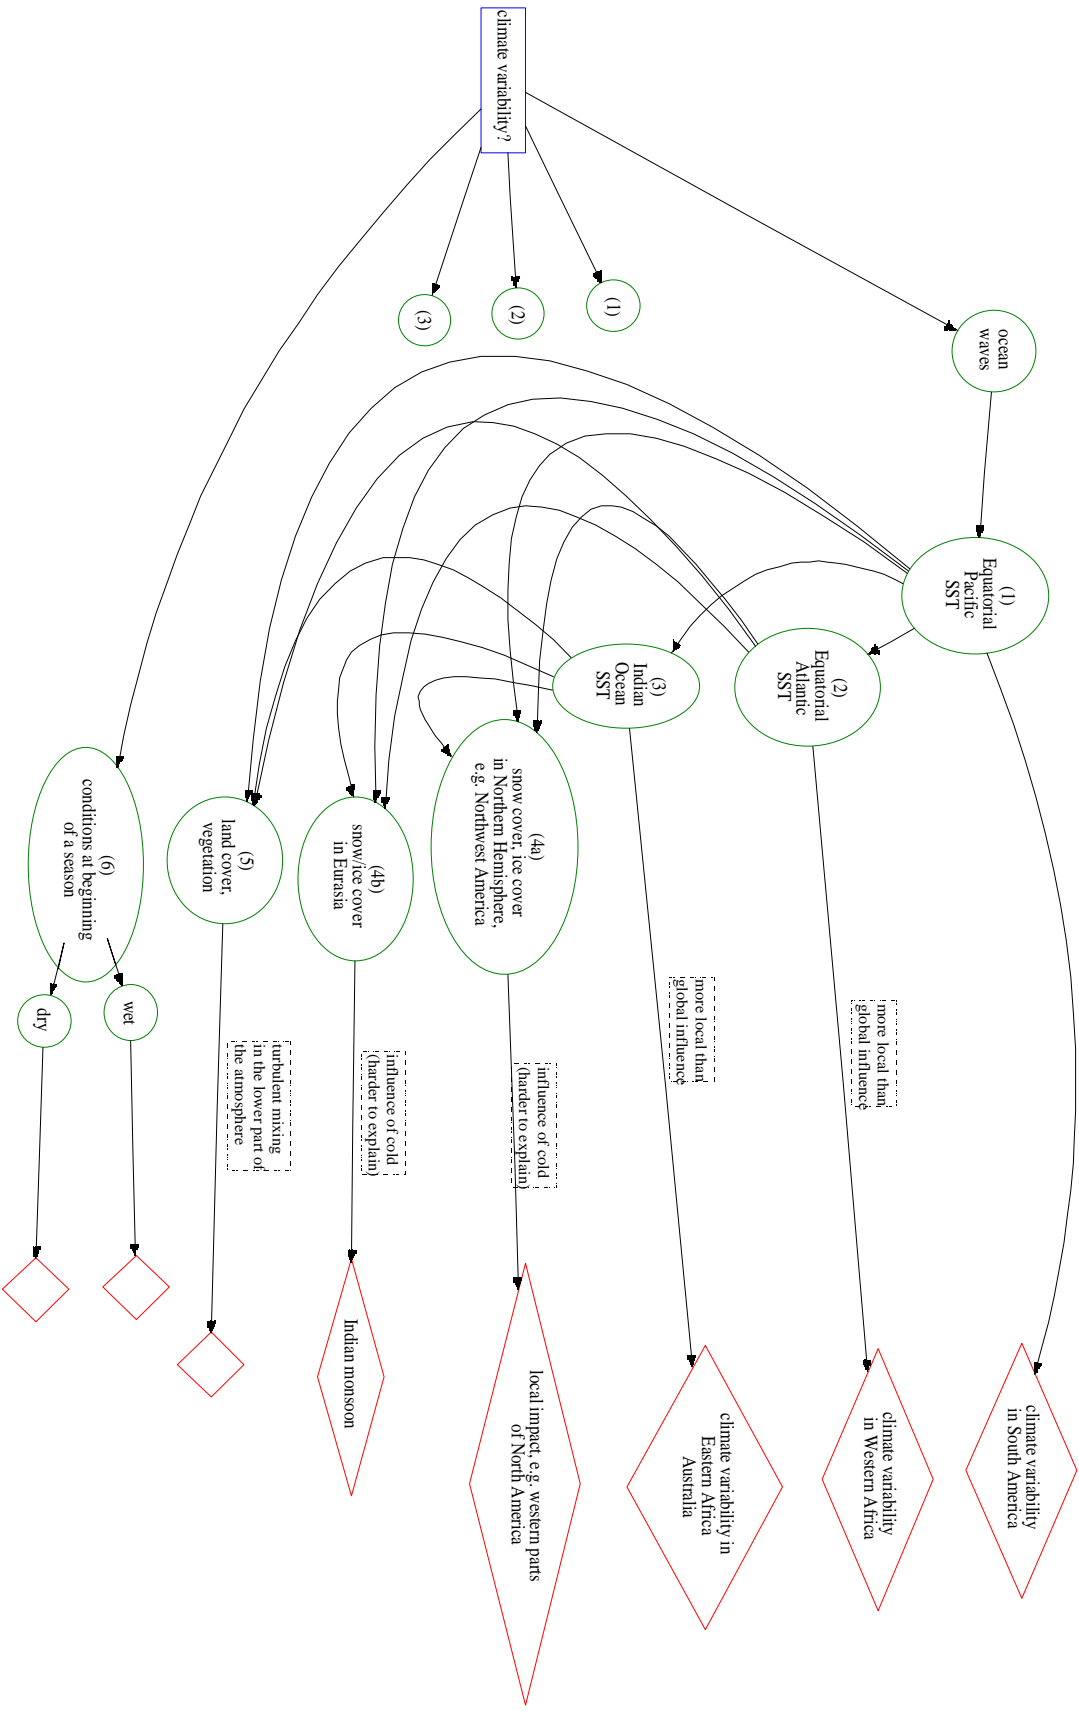 climate variability?
ocean
waves
(1)
(2)
(3)
(1)
Equatorial
Pacific
SST
(2)
Equatorial
Atlantic
SST
(3)
Indian
Ocean
SST
(4a)
snow cover, ice cover
in Northern Hemisphere,
e.g. Northwest America
(4b)
snow/ice cover
in Eurasia
(5)
land cover,
vegetation
(6)
conditions at beginning
of a season
wet
dry
more local than
global influence
more local than
global influence
influence of cold
(harder to explain)
influence of cold
(harder to explain)
turbulent mixing
in the lower part of
the atmosphere
climate variability
in South America
climate variability
in Western Africa
climate variability in
Eastern Africa
Australia
local impact, e.g. western parts
of North America
Indian monsoon